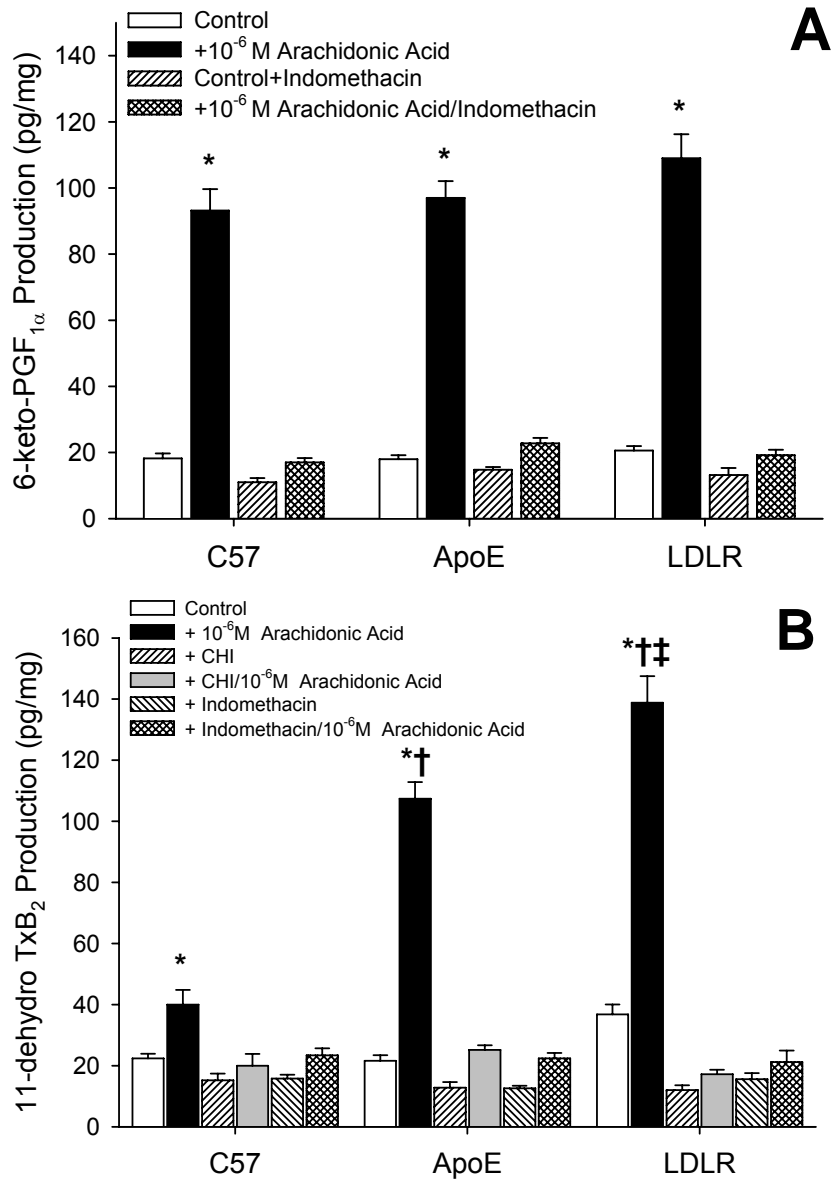 A
Control
+10⁻⁶ M Arachidonic Acid
Control+Indomethacin
+10⁻⁶ M Arachidonic Acid/Indomethacin
6-keto-PGF₁α Production (pg/mg)
140
120
100
80
60
40
20
0
*
*
*
C57 ApoE LDLR
B
Control
+ 10⁻⁶M Arachidonic Acid
+ CHI
+ CHI/10⁻⁶M Arachidonic Acid
+ Indomethacin
+ Indomethacin/10⁻⁶M Arachidonic Acid
11-dehydro TxB₂ Production (pg/mg)
160
140
120
100
80
60
40
20
0
*
*†
*†‡
C57 ApoE LDLR